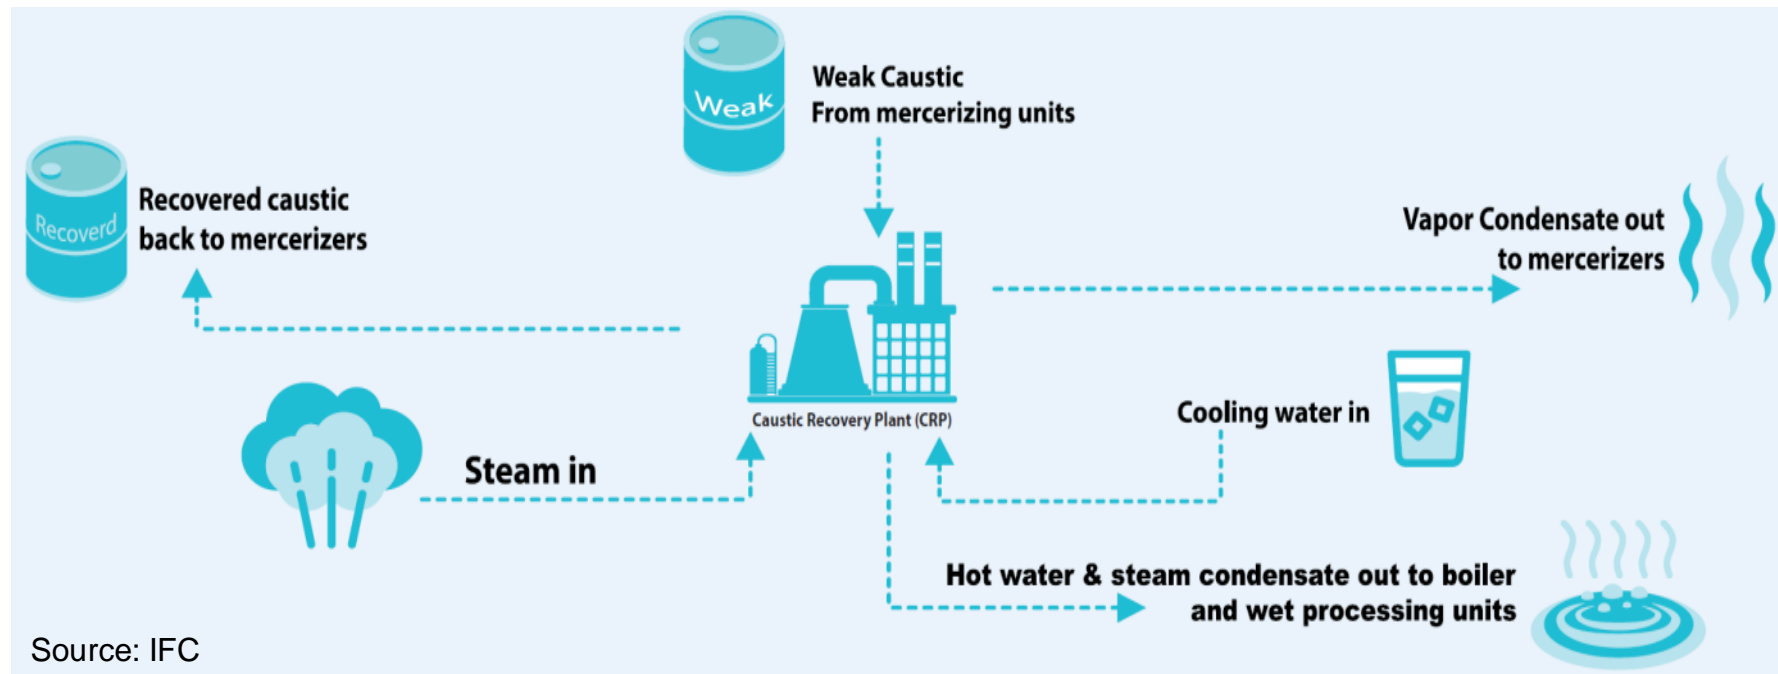 Weak
Weak Caustic
From mercerizing units
Recoverd
Recovered caustic
back to mercerizers
Vapor Condensate out
to mercerizers
Caustic Recovery Plant (CRP)
Cooling water in
Steam in
Hot water & steam condensate out to boiler
and wet processing units
Source: IFC